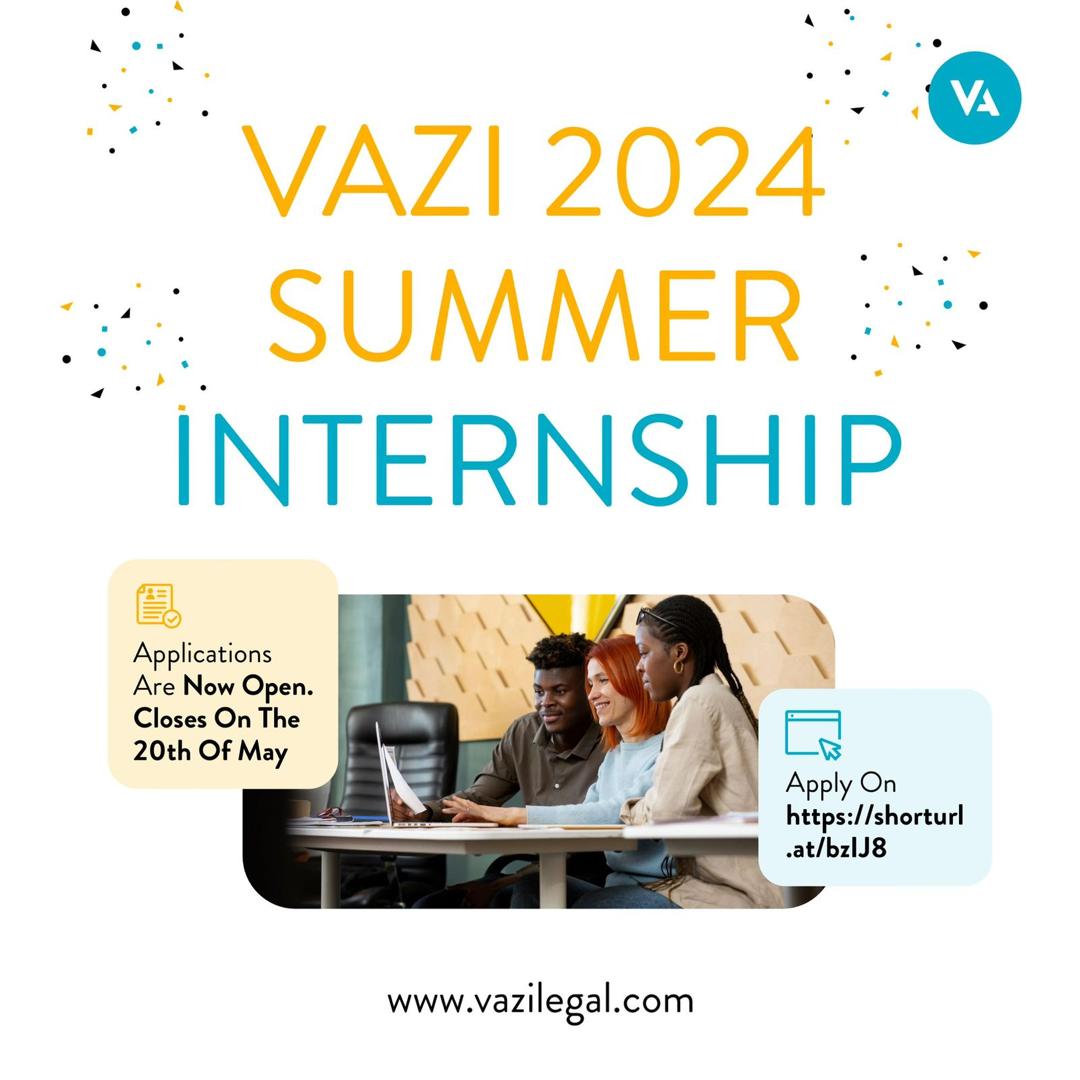 VA
VAZI 2024
SUMMER
INTERNSHIP
Applications
Are Now Open.
Closes On The
20th Of May
Apply On
https://shorturl
.at/bzIJ8
www.vazilegal.com